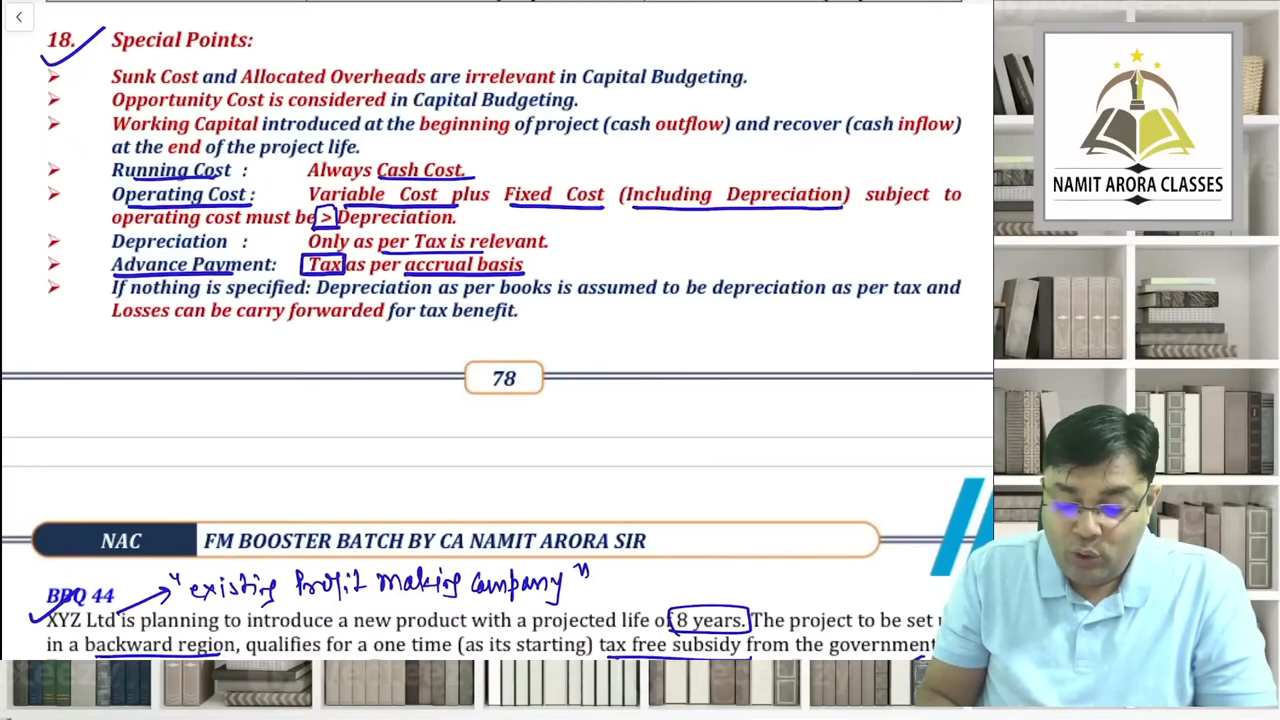 18. Special Points:
➢ Sunk Cost and Allocated Overheads are irrelevant in Capital Budgeting.
➢ Opportunity Cost is considered in Capital Budgeting.
➢ Working Capital introduced at the beginning of project (cash outflow) and recover (cash inflow)
at the end of the project life.
➢ Running Cost : Always Cash Cost.
➢ Operating Cost : Variable Cost plus Fixed Cost (Including Depreciation) subject to
operating cost must be > Depreciation.
➢ Depreciation : Only as per Tax is relevant.
➢ Advance Payment: Tax as per accrual basis
➢ If nothing is specified: Depreciation as per books is assumed to be depreciation as per tax and
Losses can be carry forwarded for tax benefit.
78
NAC FM BOOSTER BATCH BY CA NAMIT ARORA SIR
BBQ 44 "existing Profit making company"
XYZ Ltd is planning to introduce a new product with a projected life of 8 years. The project to be set
in a backward region, qualifies for a one time (as its starting) tax free subsidy from the government
NAMIT ARORA CLASSES